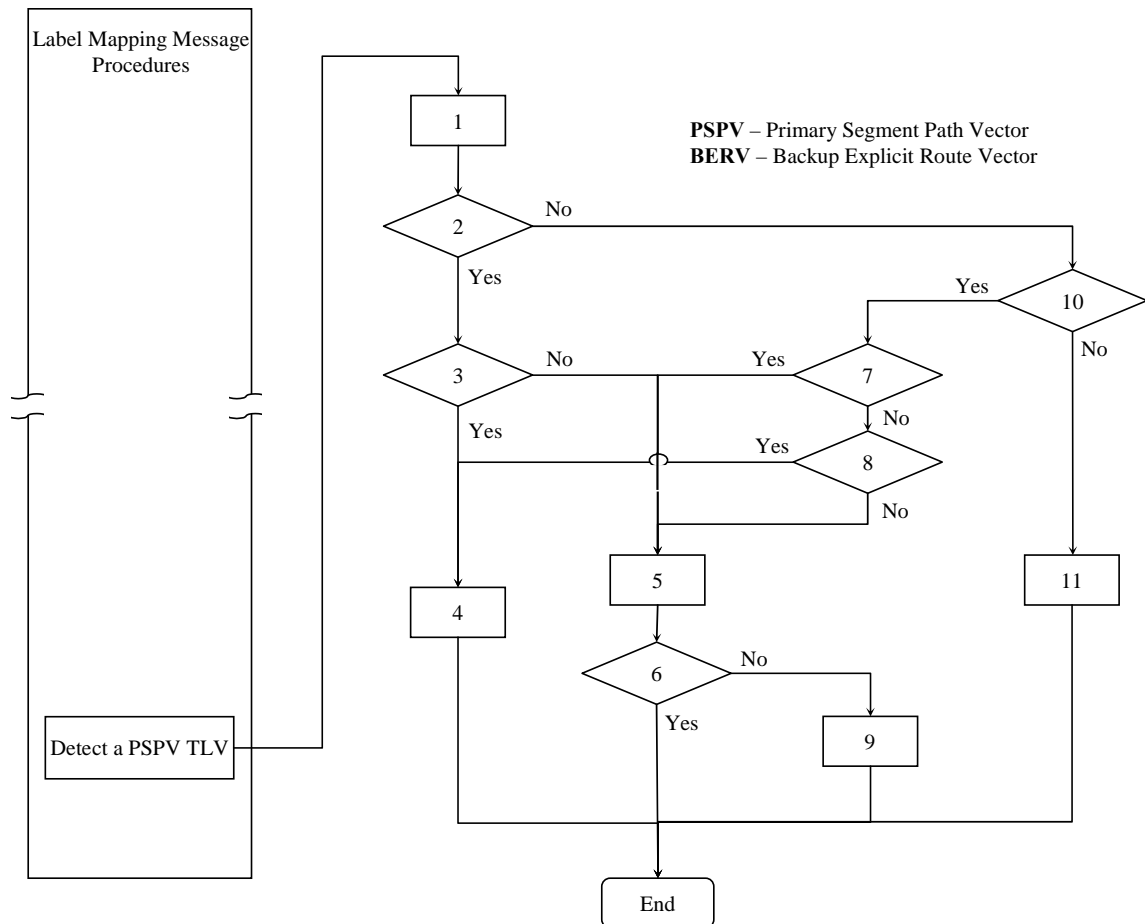 Label Mapping Message
Procedures
1
PSPV – Primary Segment Path Vector
BERV – Backup Explicit Route Vector
No
2
Yes
Yes
10
No
No
Yes
3
7
No
Yes
Yes
8
No
5
11
4
No
6
Yes
Detect a PSPV TLV
9
End